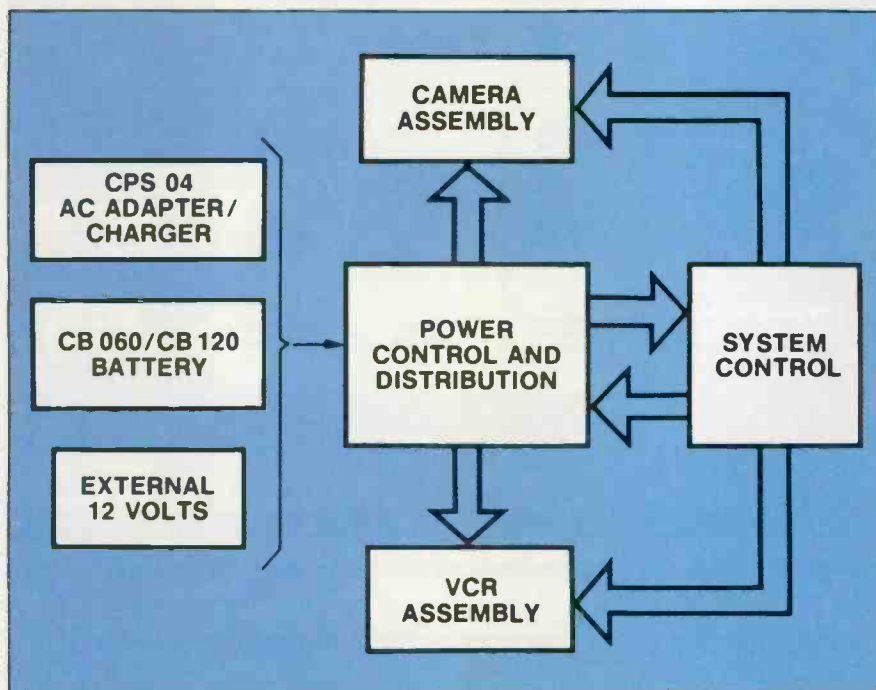 CPS 04
AC ADAPTER/
CHARGER
CB 060/CB 120
BATTERY
EXTERNAL
12 VOLTS
CAMERA
ASSEMBLY
POWER
CONTROL AND
DISTRIBUTION
SYSTEM
CONTROL
VCR
ASSEMBLY